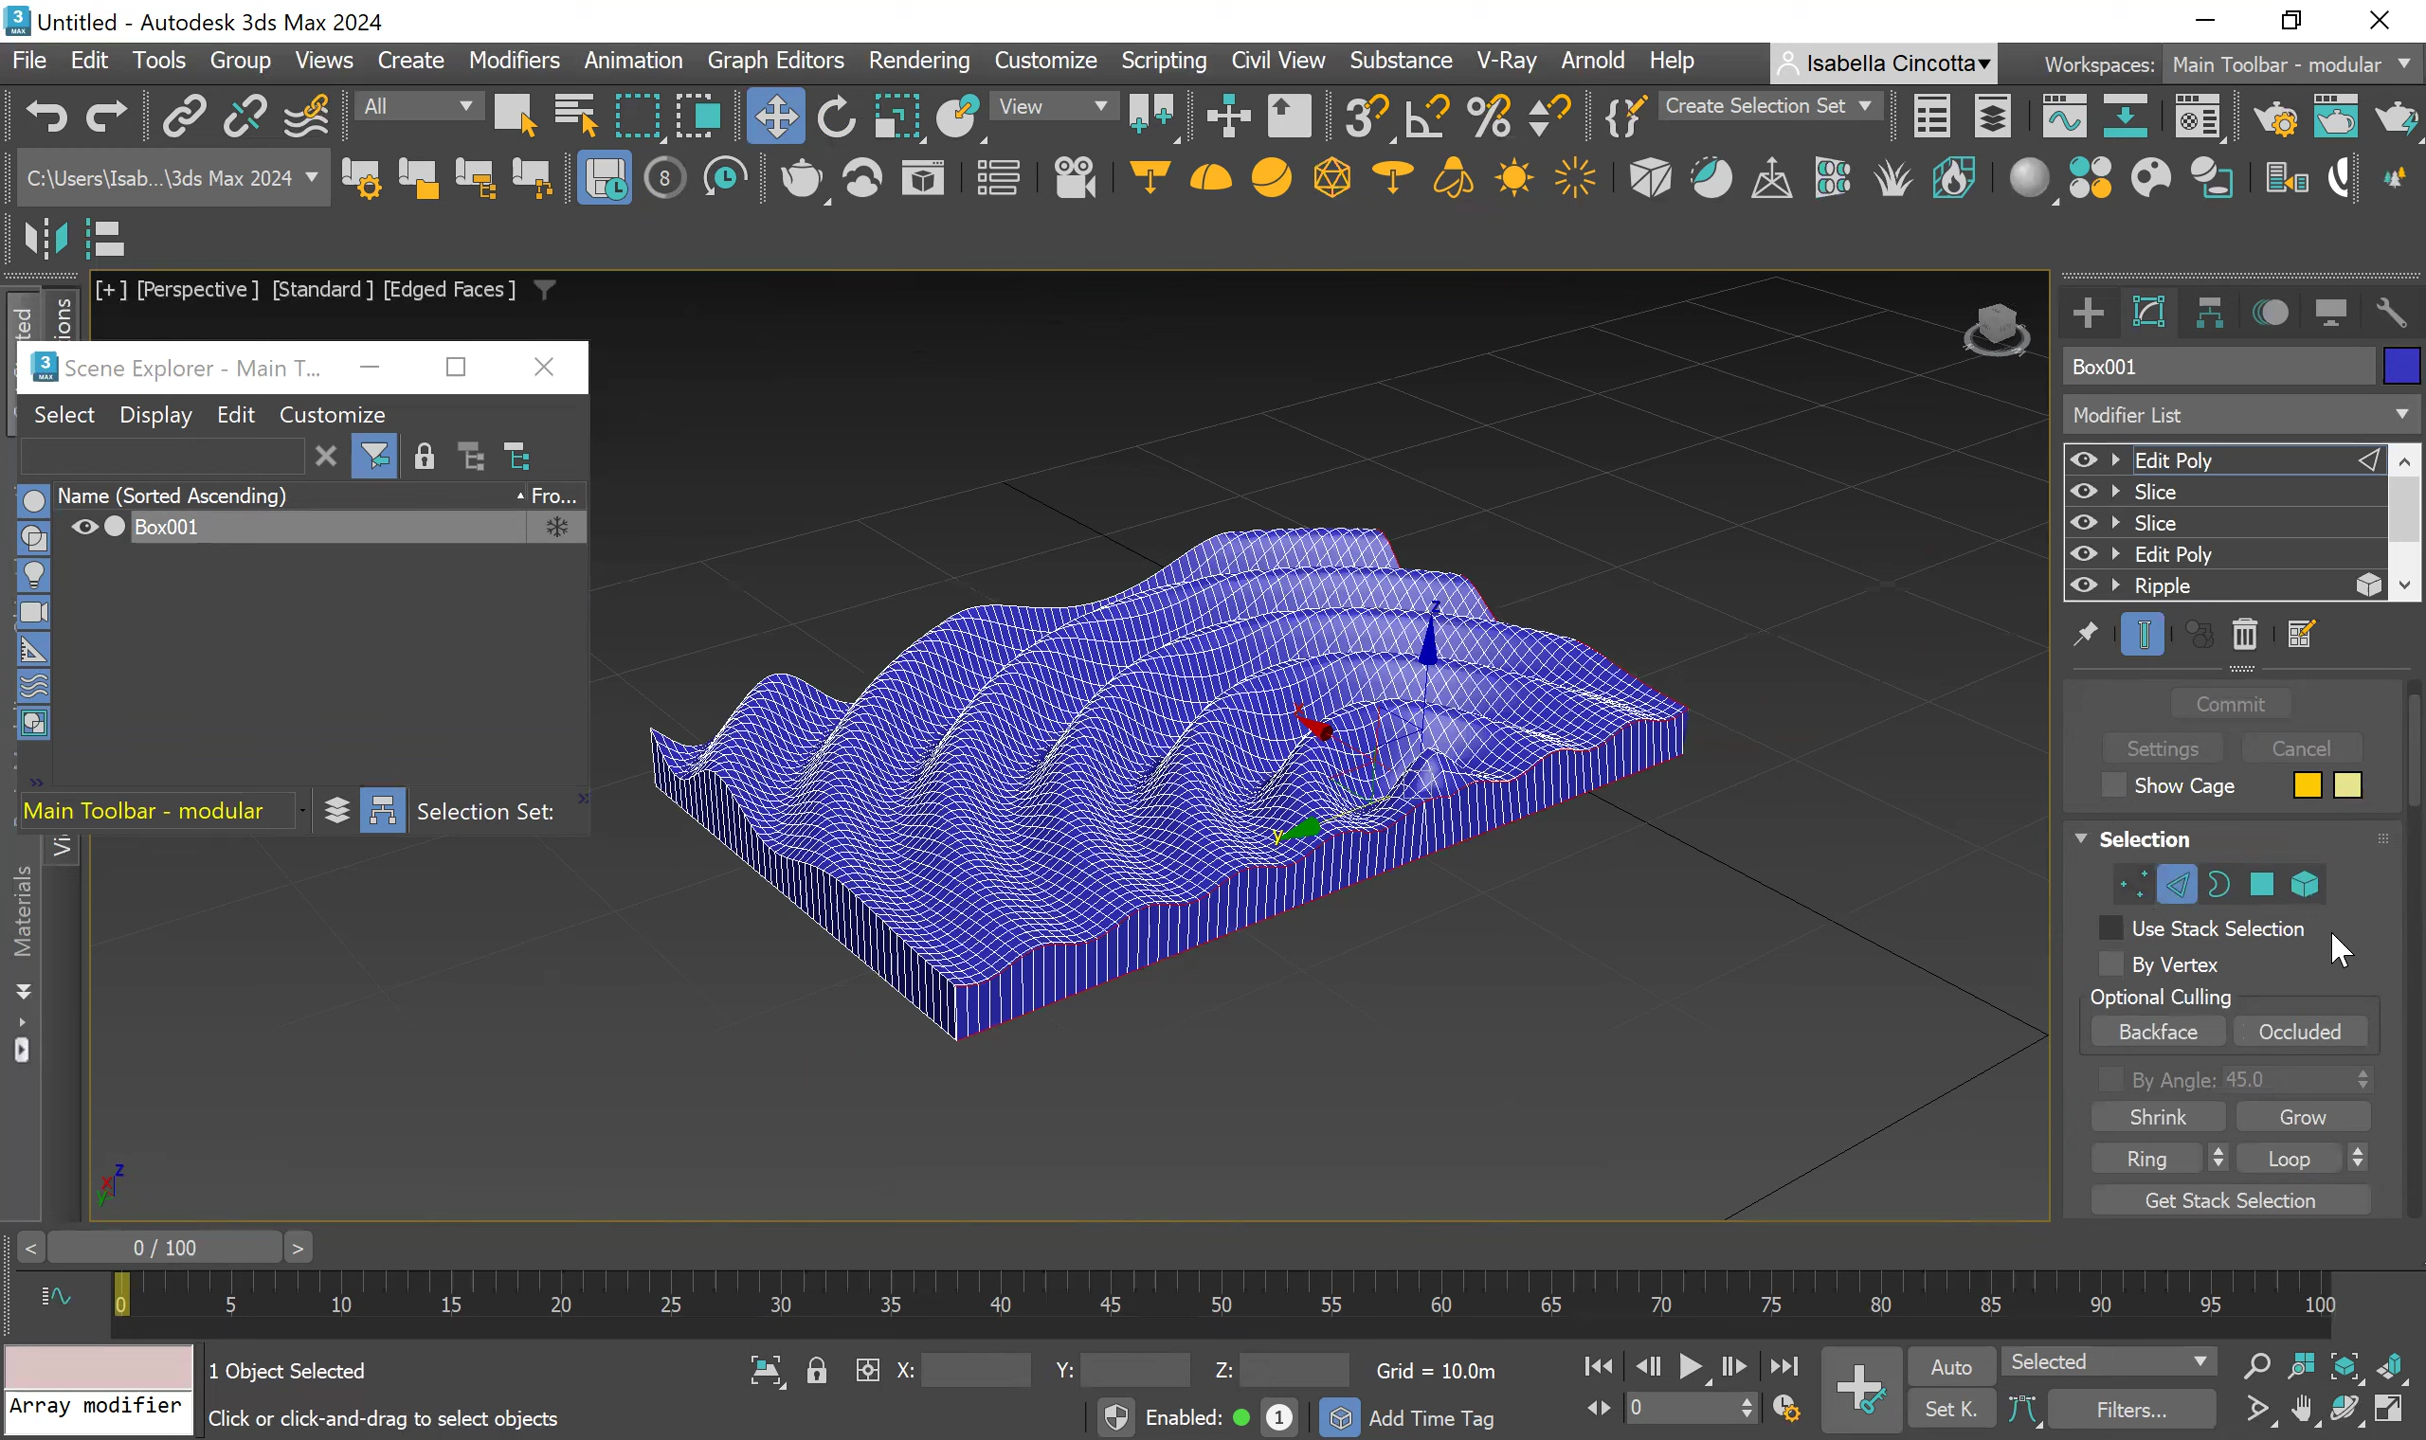 Untitled - Autodesk 3ds Max 2024
File Edit Tools Group Views Create Modifiers Animation Graph Editors Rendering Customize Scripting Civil View Substance V-Ray Arnold Help Isabella Cincotta Workspaces: Main Toolbar - modular
All View Create Selection Set
C:\Users\Isab...\3ds Max 2024 8
[+] [Perspective] [Standard] [Edged Faces]
Scene Explorer - Main T...
Select Display Edit Customize
Name (Sorted Ascending) Fro...
Box001
Main Toolbar - modular Selection Set:
Materials
z
x
y
z
x
y
Box001
Modifier List
Edit Poly
Slice
Slice
Edit Poly
Ripple
Commit
Settings Cancel
Show Cage
Selection
Use Stack Selection
By Vertex
Optional Culling
Backface Occluded
By Angle: 45.0
Shrink Grow
Ring Loop
Get Stack Selection
< 0 / 100 >
0 5 10 15 20 25 30 35 40 45 50 55 60 65 70 75 80 85 90 95 100
1 Object Selected X: Y: Z: Grid = 10.0m Auto Selected
Array modifier Click or click-and-drag to select objects Enabled: 1 Add Time Tag 0 Set K. Filters...